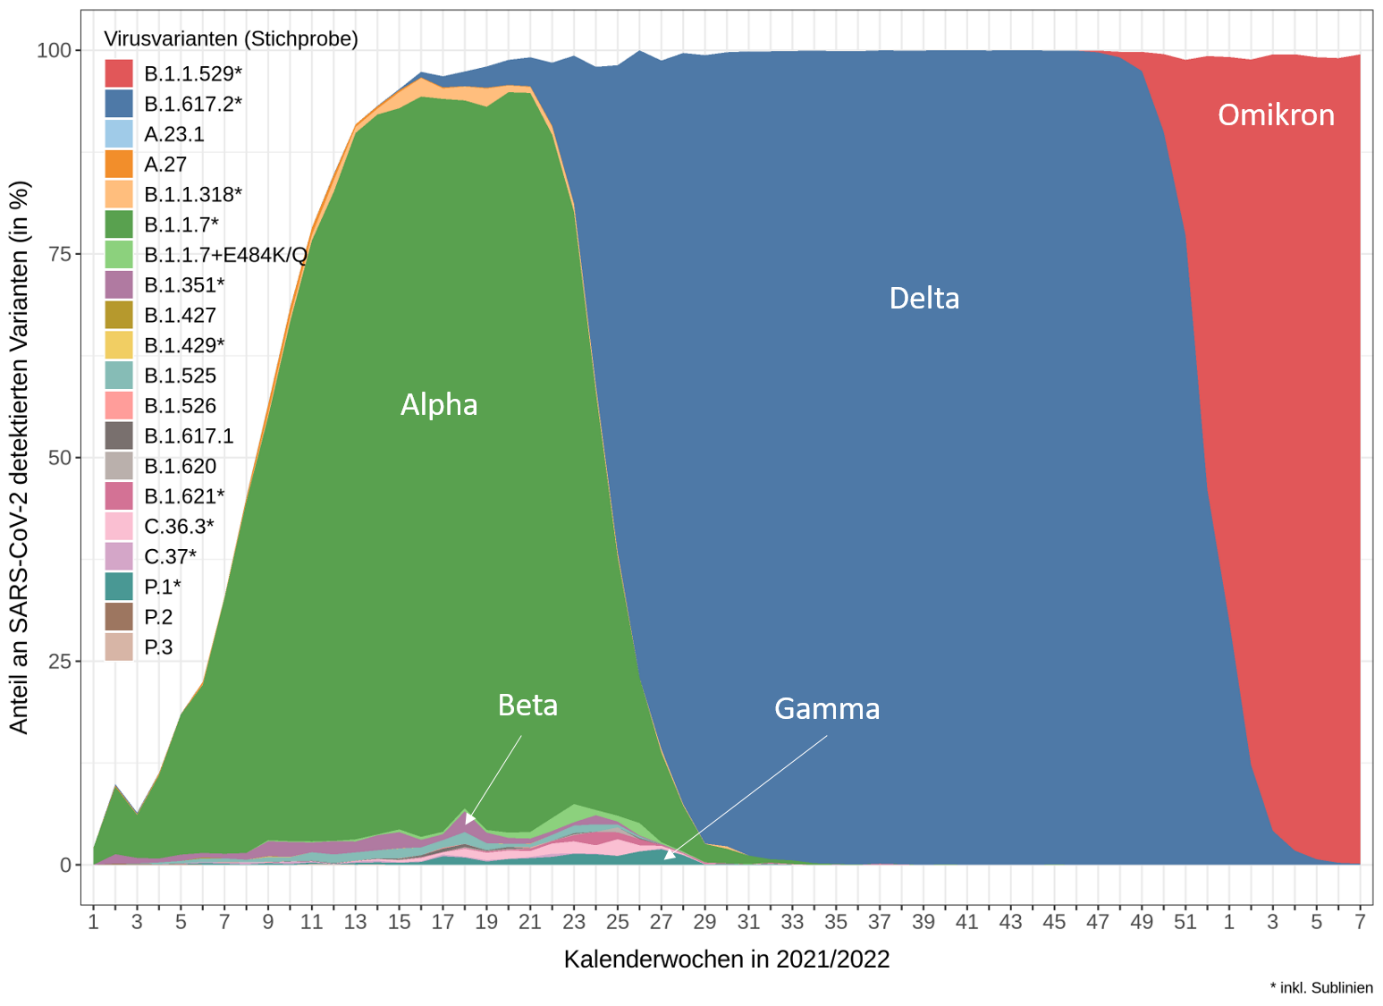 Virusvarianten (Stichprobe)
B.1.1.529*
B.1.617.2*
A.23.1
A.27
B.1.1.318*
B.1.1.7*
B.1.1.7+E484K/Q
B.1.351*
B.1.427
B.1.429*
B.1.525
B.1.526
B.1.617.1
B.1.620
B.1.621*
C.36.3*
C.37*
P.1*
P.2
P.3
Omikron
Delta
Alpha
Beta
Gamma
Anteil an SARS-CoV-2 detektierten Varianten (in %)
100
75
50
25
0
1 3 5 7 9 11 13 15 17 19 21 23 25 27 29 31 33 35 37 39 41 43 45 47 49 51 1 3 5 7
Kalenderwochen in 2021/2022
* inkl. Sublinien